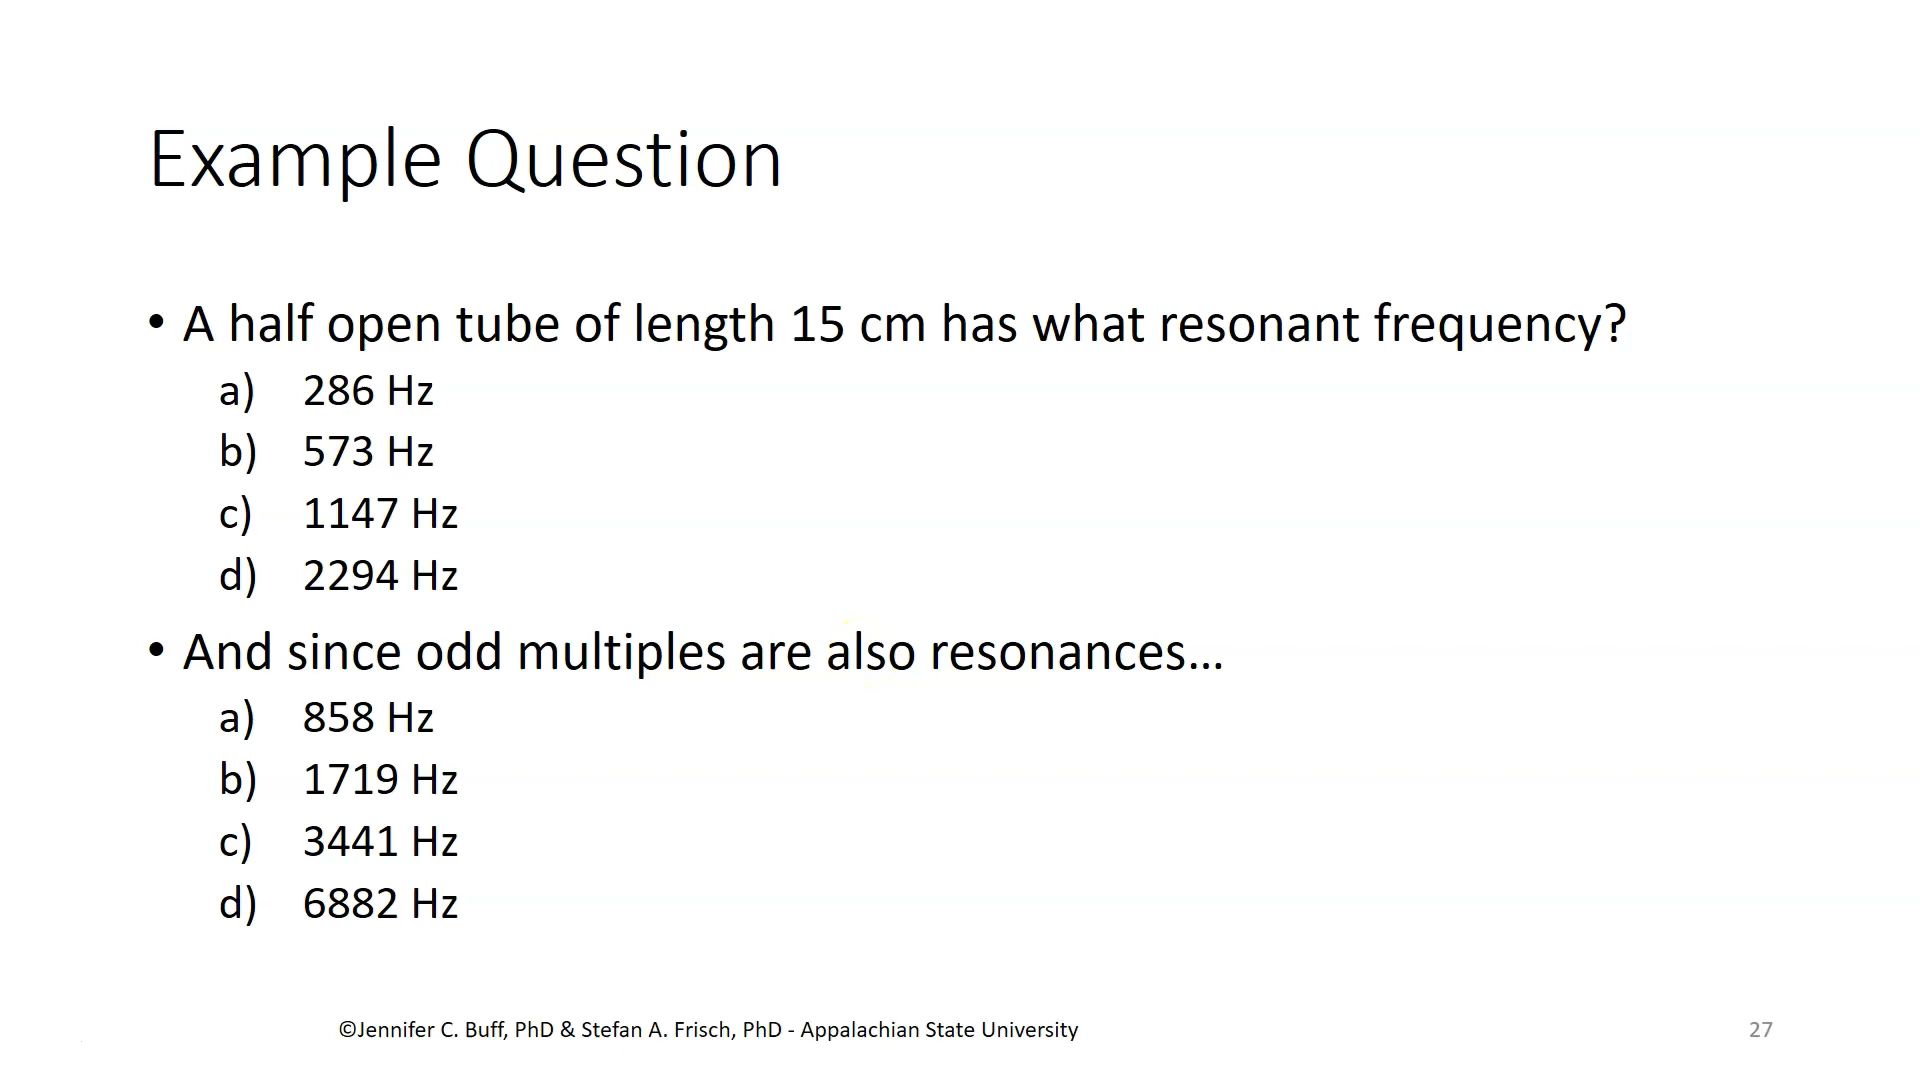 Example Question
• A half open tube of length 15 cm has what resonant frequency?
a) 286 Hz
b) 573 Hz
c) 1147 Hz
d) 2294 Hz
• And since odd multiples are also resonances…
a) 858 Hz
b) 1719 Hz
c) 3441 Hz
d) 6882 Hz
©Jennifer C. Buff, PhD & Stefan A. Frisch, PhD - Appalachian State University
27